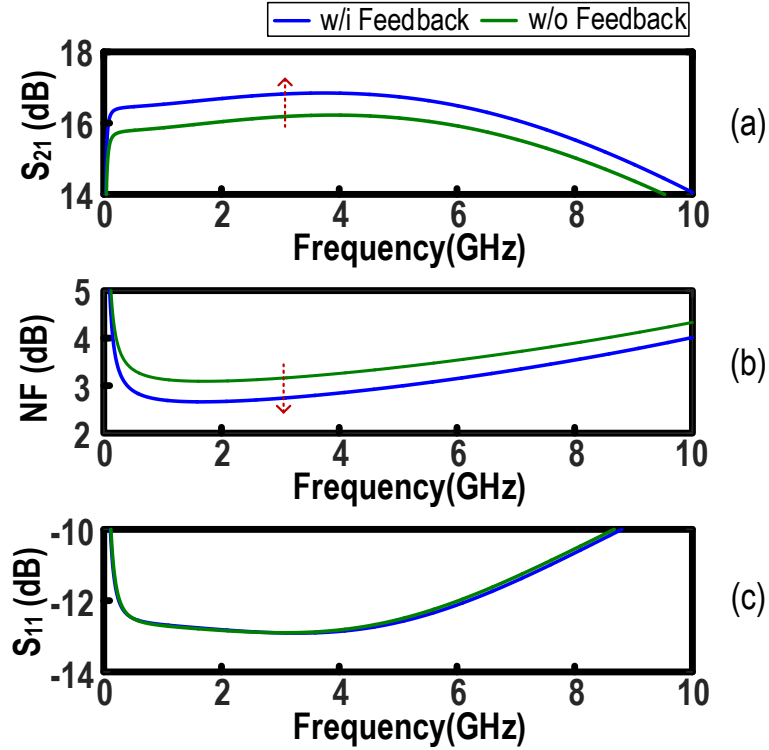 w/i Feedback w/o Feedback
18
16
14
S21 (dB)
0 2 4 6 8 10
Frequency(GHz)
(a)
5
4
3
2
NF (dB)
0 2 4 6 8 10
Frequency(GHz)
(b)
-10
-12
-14
S11 (dB)
0 2 4 6 8 10
Frequency(GHz)
(c)